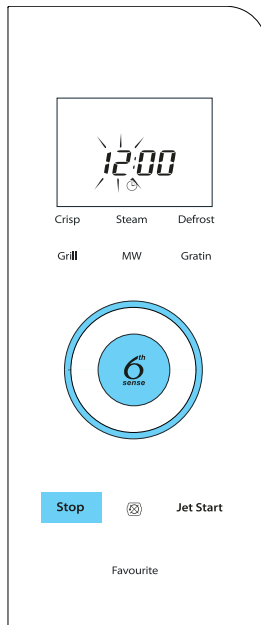 12:00
Crisp Steam Defrost
Grill MW Gratin
6th
sense
Stop Jet Start
Favourite